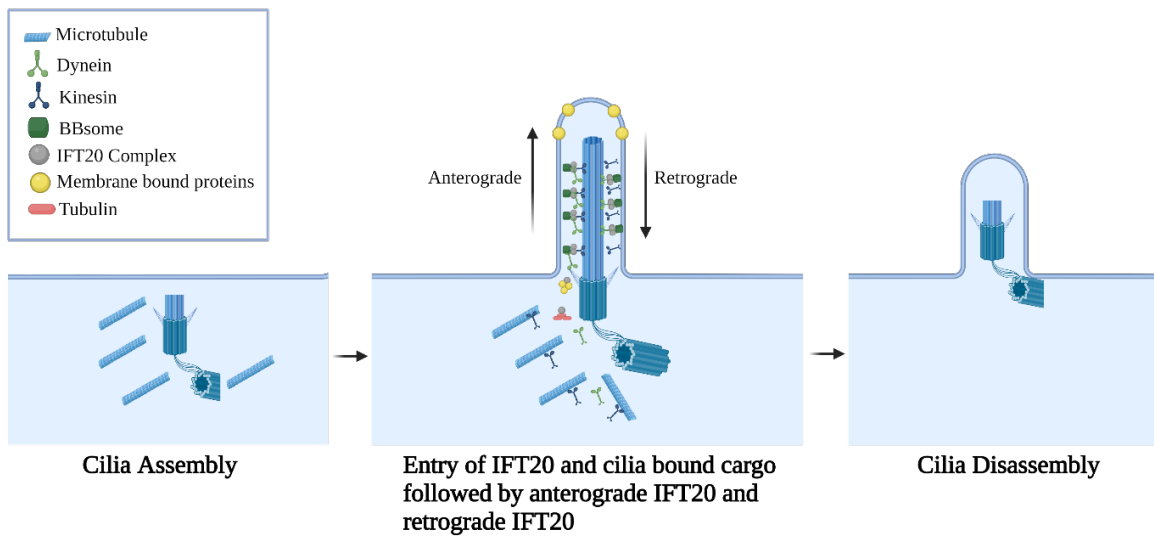 Microtubule
Dynein
Kinesin
BBsome
IFT20 Complex
Membrane bound proteins
Tubulin
Anterograde
Retrograde
Cilia Assembly
Entry of IFT20 and cilia bound cargo
followed by anterograde IFT20 and
retrograde IFT20
Cilia Disassembly